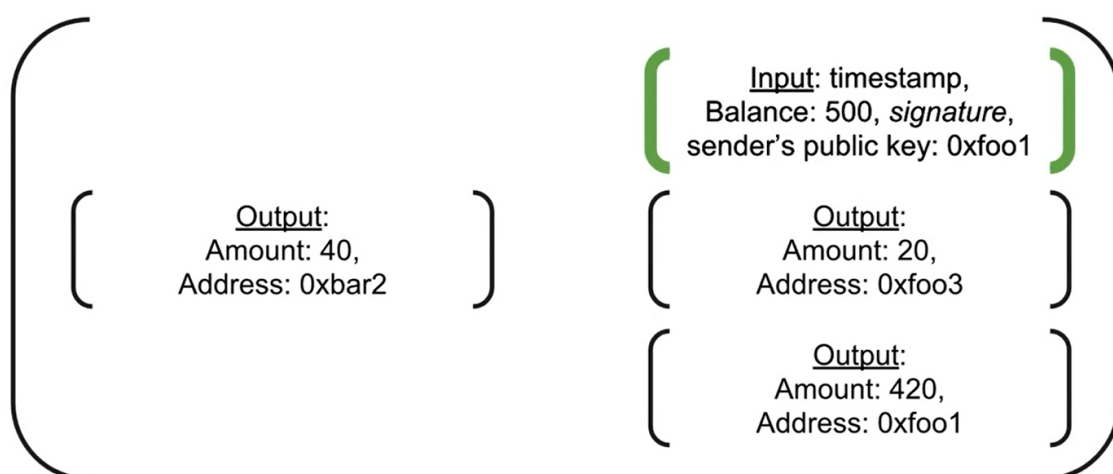 Input: timestamp,
Balance: 500, signature,
sender’s public key: 0xfoo1
Output:
Amount: 40,
Address: 0xbar2
Output:
Amount: 20,
Address: 0xfoo3
Output:
Amount: 420,
Address: 0xfoo1